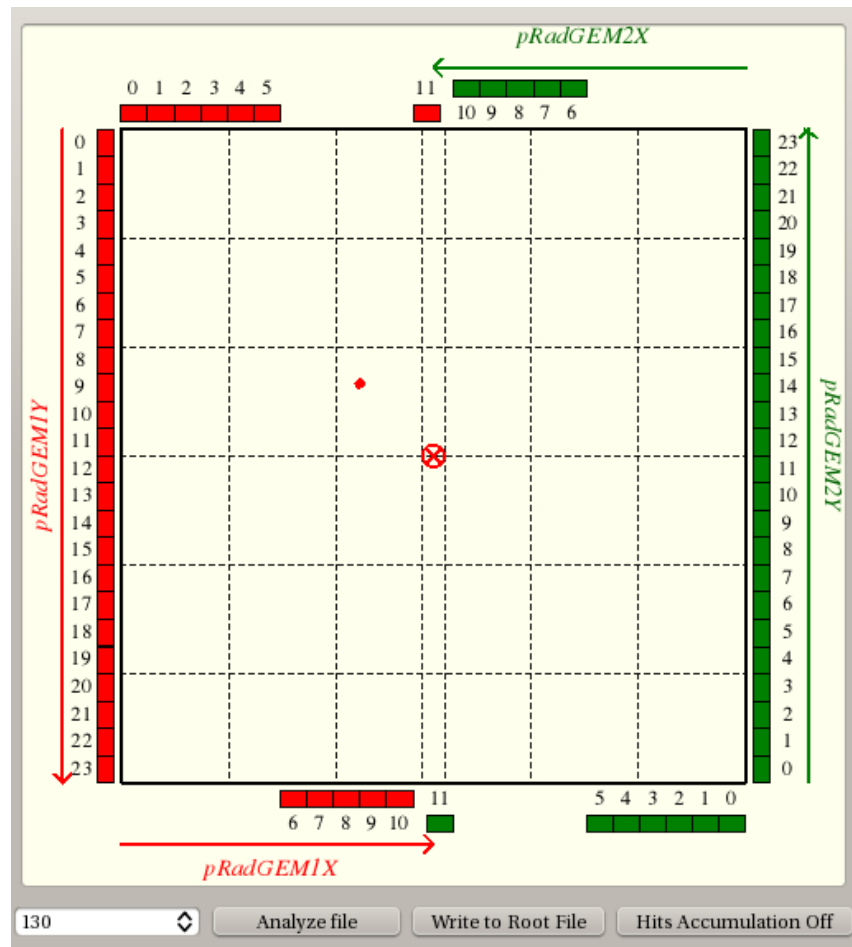 pRadGEM2X
0 1 2 3 4 5 11
10 9 8 7 6
0 23
1 22
2 21
3 20
4 19
5 18
6 17
7 16
8 15
9 14
10 13
11 12
12 11
13 10
14 9
15 8
16 7
17 6
18 5
19 4
20 3
21 2
22 1
23 0
pRadGEM1Y
pRadGEM2Y
11 5 4 3 2 1 0
6 7 8 9 10
pRadGEM1X
130 Analyze file Write to Root File Hits Accumulation Off